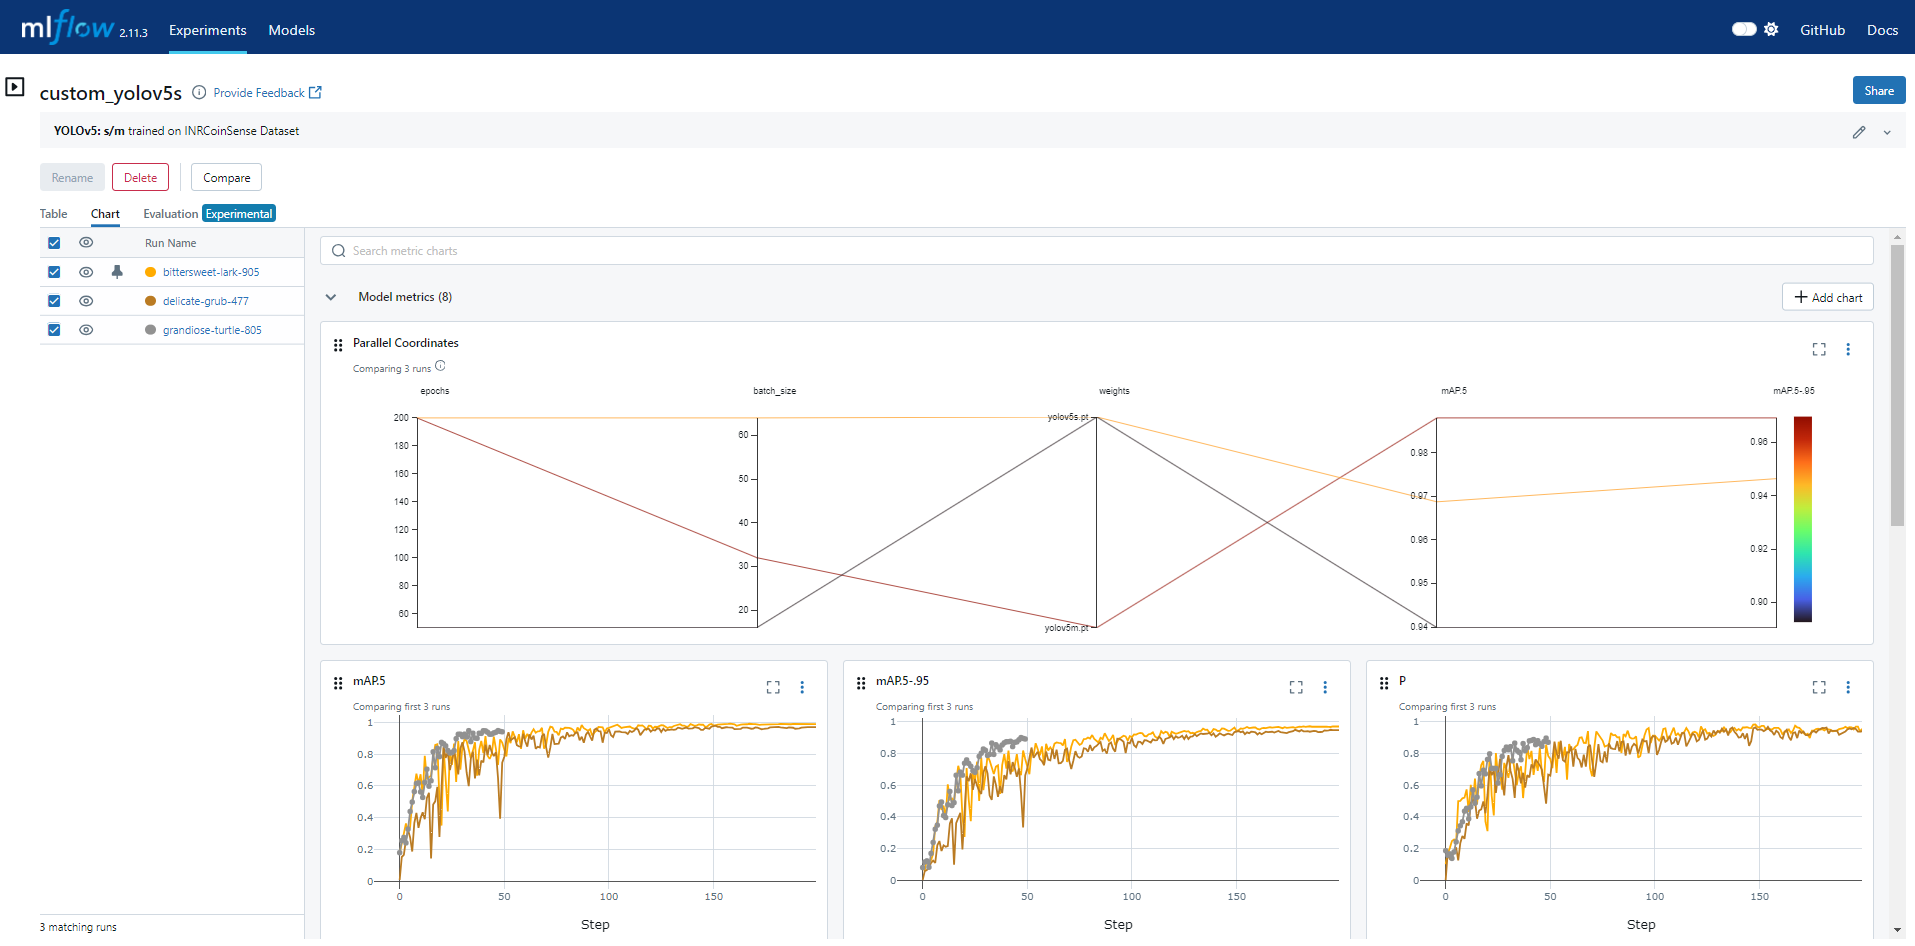 mlflow 2.11.3 Experiments Models GitHub Docs
custom_yolov5s Provide Feedback Share
YOLOv5: s/m trained on INRCoinSense Dataset
Rename Delete Compare
Table Chart Evaluation Experimental
Run Name
bittersweet-lark-905
delicate-grub-477
grandiose-turtle-805
3 matching runs
Search metric charts
Model metrics (8) Add chart
Parallel Coordinates
Comparing 3 runs
epochs batch_size weights mAP.5 mAP.5-.95
200
180
160
140
120
100
80
60
60
50
40
30
20
yolov5s.pt
yolov5m.pt
0.98
0.97
0.96
0.95
0.94
0.96
0.94
0.92
0.90
mAP.5
Comparing first 3 runs
1
0.8
0.6
0.4
0.2
0
0 50 100 150
Step
mAP.5-.95
Comparing first 3 runs
1
0.8
0.6
0.4
0.2
0
0 50 100 150
Step
P
Comparing first 3 runs
1
0.8
0.6
0.4
0.2
0
0 50 100 150
Step